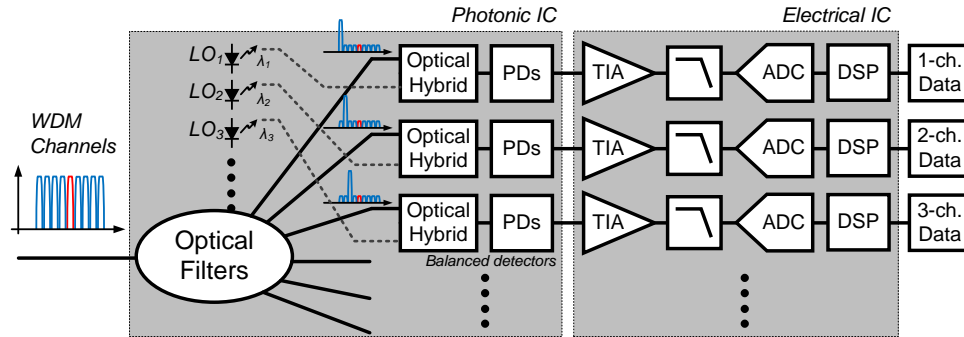 Photonic IC
Electrical IC
WDM
Channels
LO1
λ1
LO2
λ2
LO3
λ3
Optical
Filters
Optical
Hybrid
PDs
TIA
ADC
DSP
1-ch.
Data
Optical
Hybrid
PDs
TIA
ADC
DSP
2-ch.
Data
Optical
Hybrid
PDs
TIA
ADC
DSP
3-ch.
Data
Balanced detectors